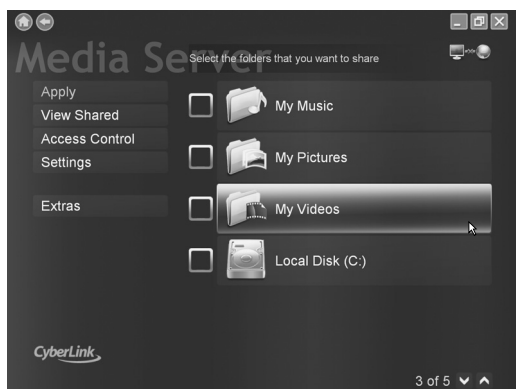 Media Server
Select the folders that you want to share
Apply
View Shared
Access Control
Settings
Extras
My Music
My Pictures
My Videos
Local Disk (C:)
CyberLink
3 of 5